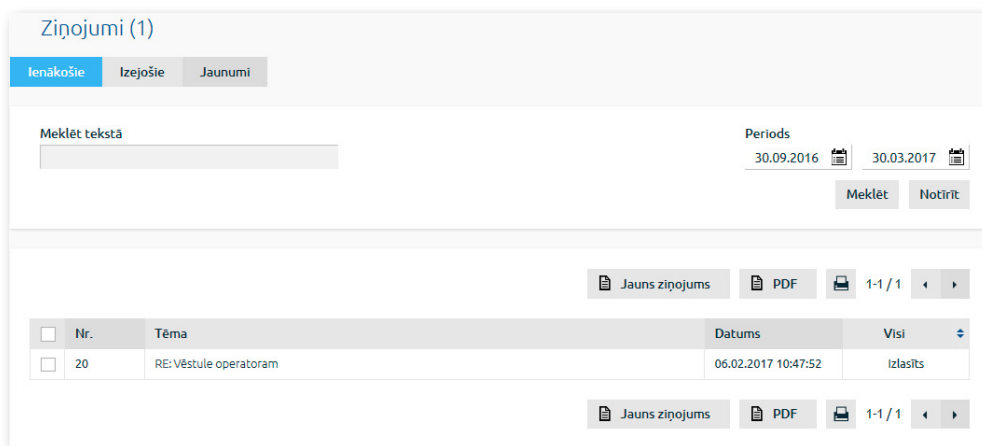 Ziņojumi (1)
Ienākošie Izejošie Jaunumi
Meklēt tekstā Periods
30.09.2016 30.03.2017
Meklēt Notīrīt
Jauns ziņojums PDF 1-1 / 1
Nr. Tēma Datums Visi
20 RE: Vēstule operatoram 06.02.2017 10:47:52 Izlasīts
Jauns ziņojums PDF 1-1 / 1